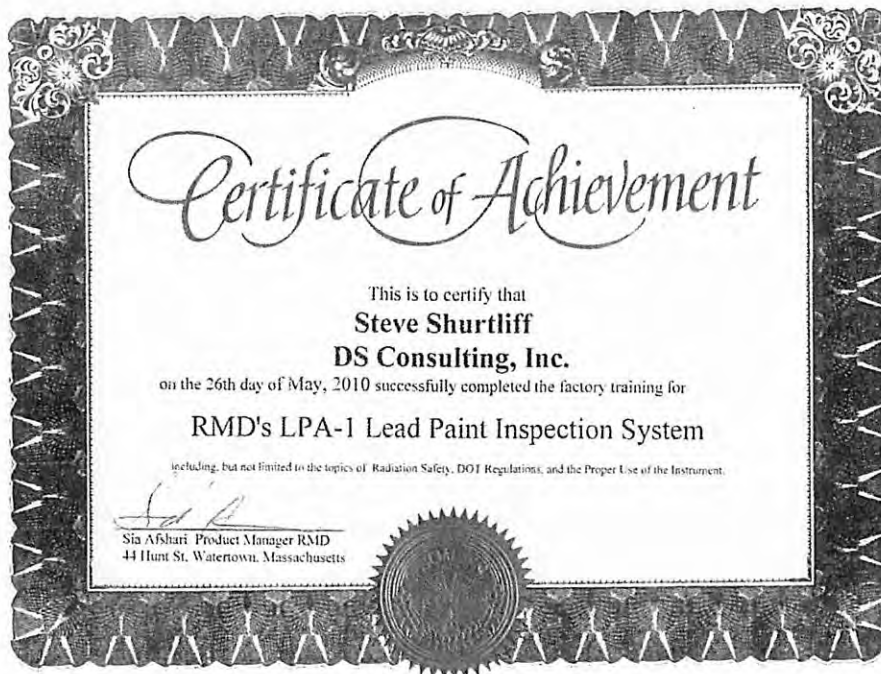 Certificate of Achievement
This is to certify that
Steve Shurtliff
DS Consulting, Inc.
on the 26th day of May, 2010 successfully completed the factory training for
RMD's LPA-1 Lead Paint Inspection System
including, but not limited to the topics of Radiation Safety, DOT Regulations, and the Proper Use of the Instrument.
Sia Afshari Product Manager RMD
44 Hunt St. Watertown, Massachusetts